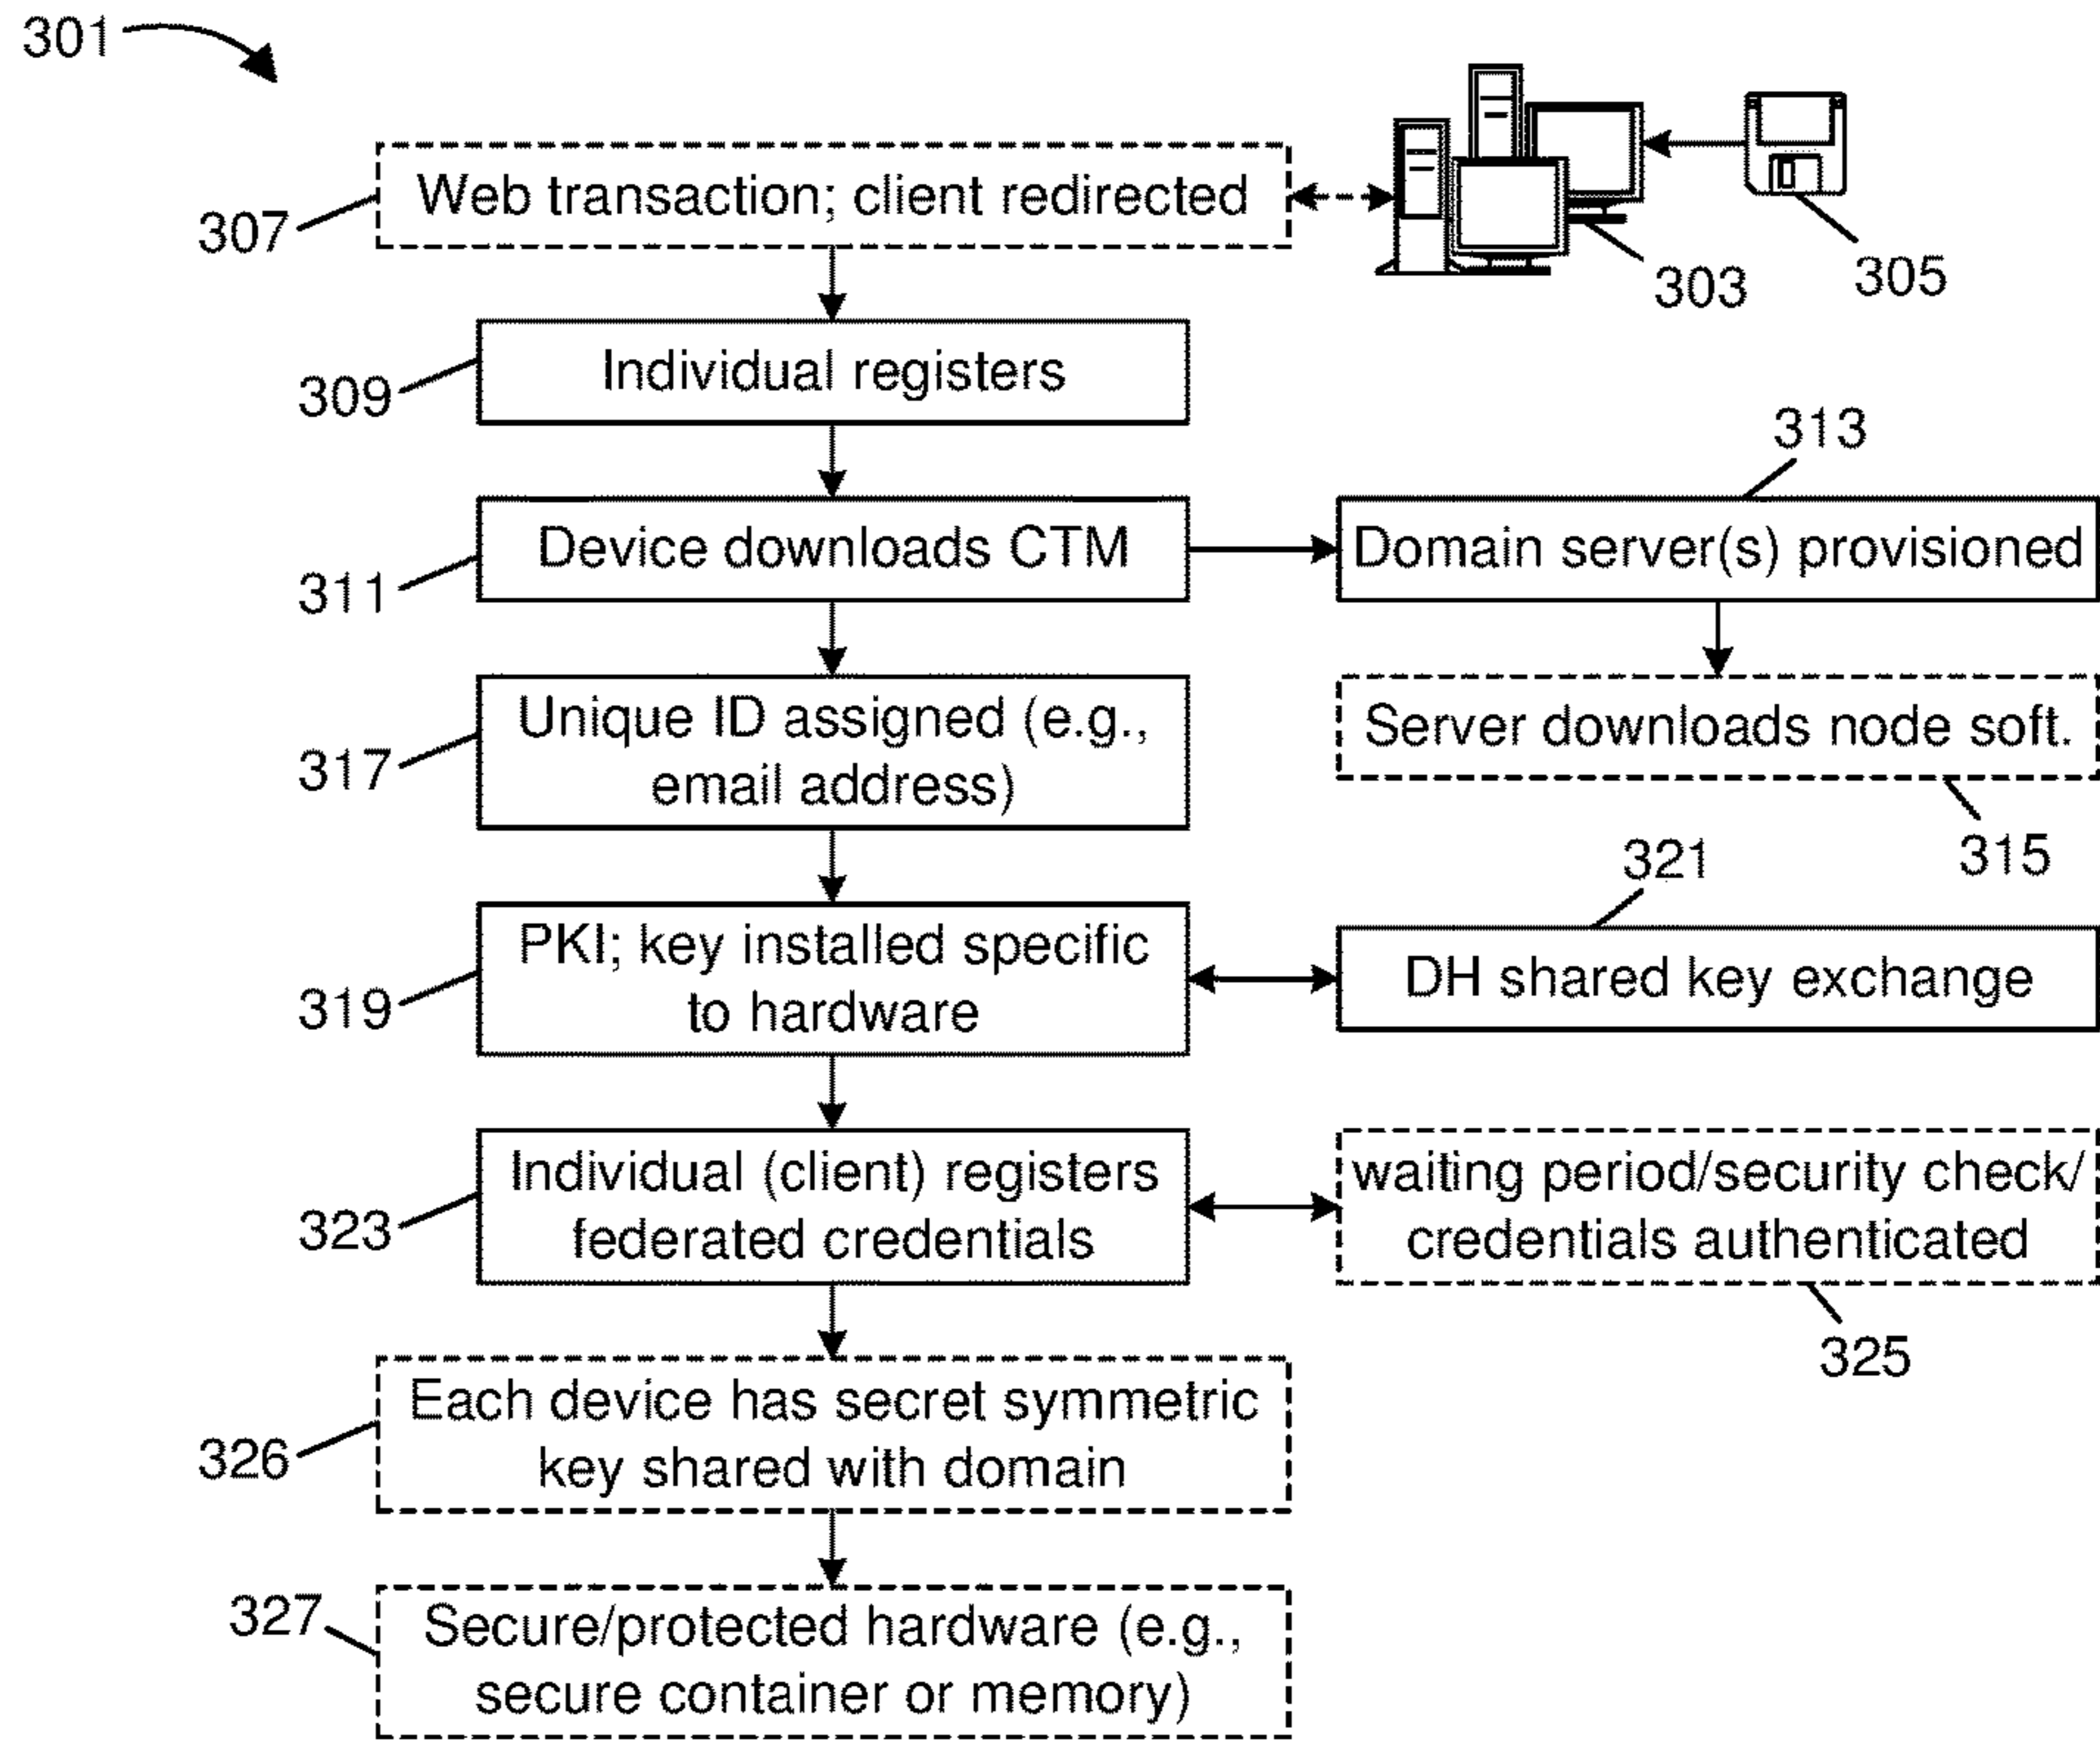 301
Web transaction; client redirected
307
303
305
Individual registers
309
313
Device downloads CTM
Domain server(s) provisioned
311
Unique ID assigned (e.g.,
email address)
317
Server downloads node soft.
315
321
PKI; key installed specific
to hardware
319
DH shared key exchange
Individual (client) registers
federated credentials
323
waiting period/security check/
credentials authenticated
325
Each device has secret symmetric
key shared with domain
326
327
Secure/protected hardware (e.g.,
secure container or memory)